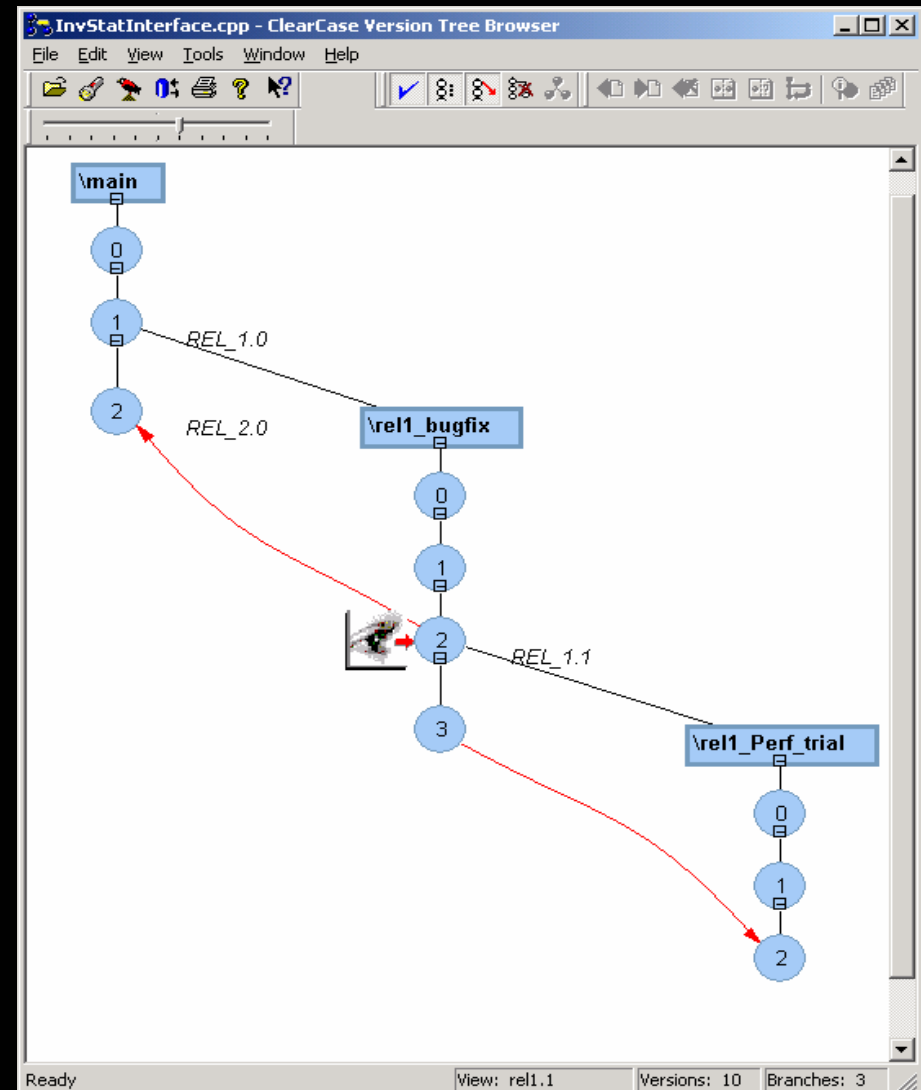 InvStatInterface.cpp - ClearCase Version Tree Browser
File Edit View Tools Window Help
\main
0
1
REL_1.0
2
REL_2.0
\rel1_bugfix
0
1
2
REL_1.1
3
\rel1_Perf_trial
0
1
2
Ready View: rel1.1 Versions: 10 Branches: 3